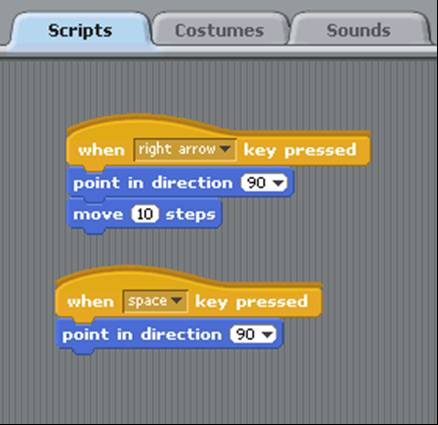 Scripts Costumes Sounds
when right arrow key pressed
point in direction 90
move 10 steps
when space key pressed
point in direction 90